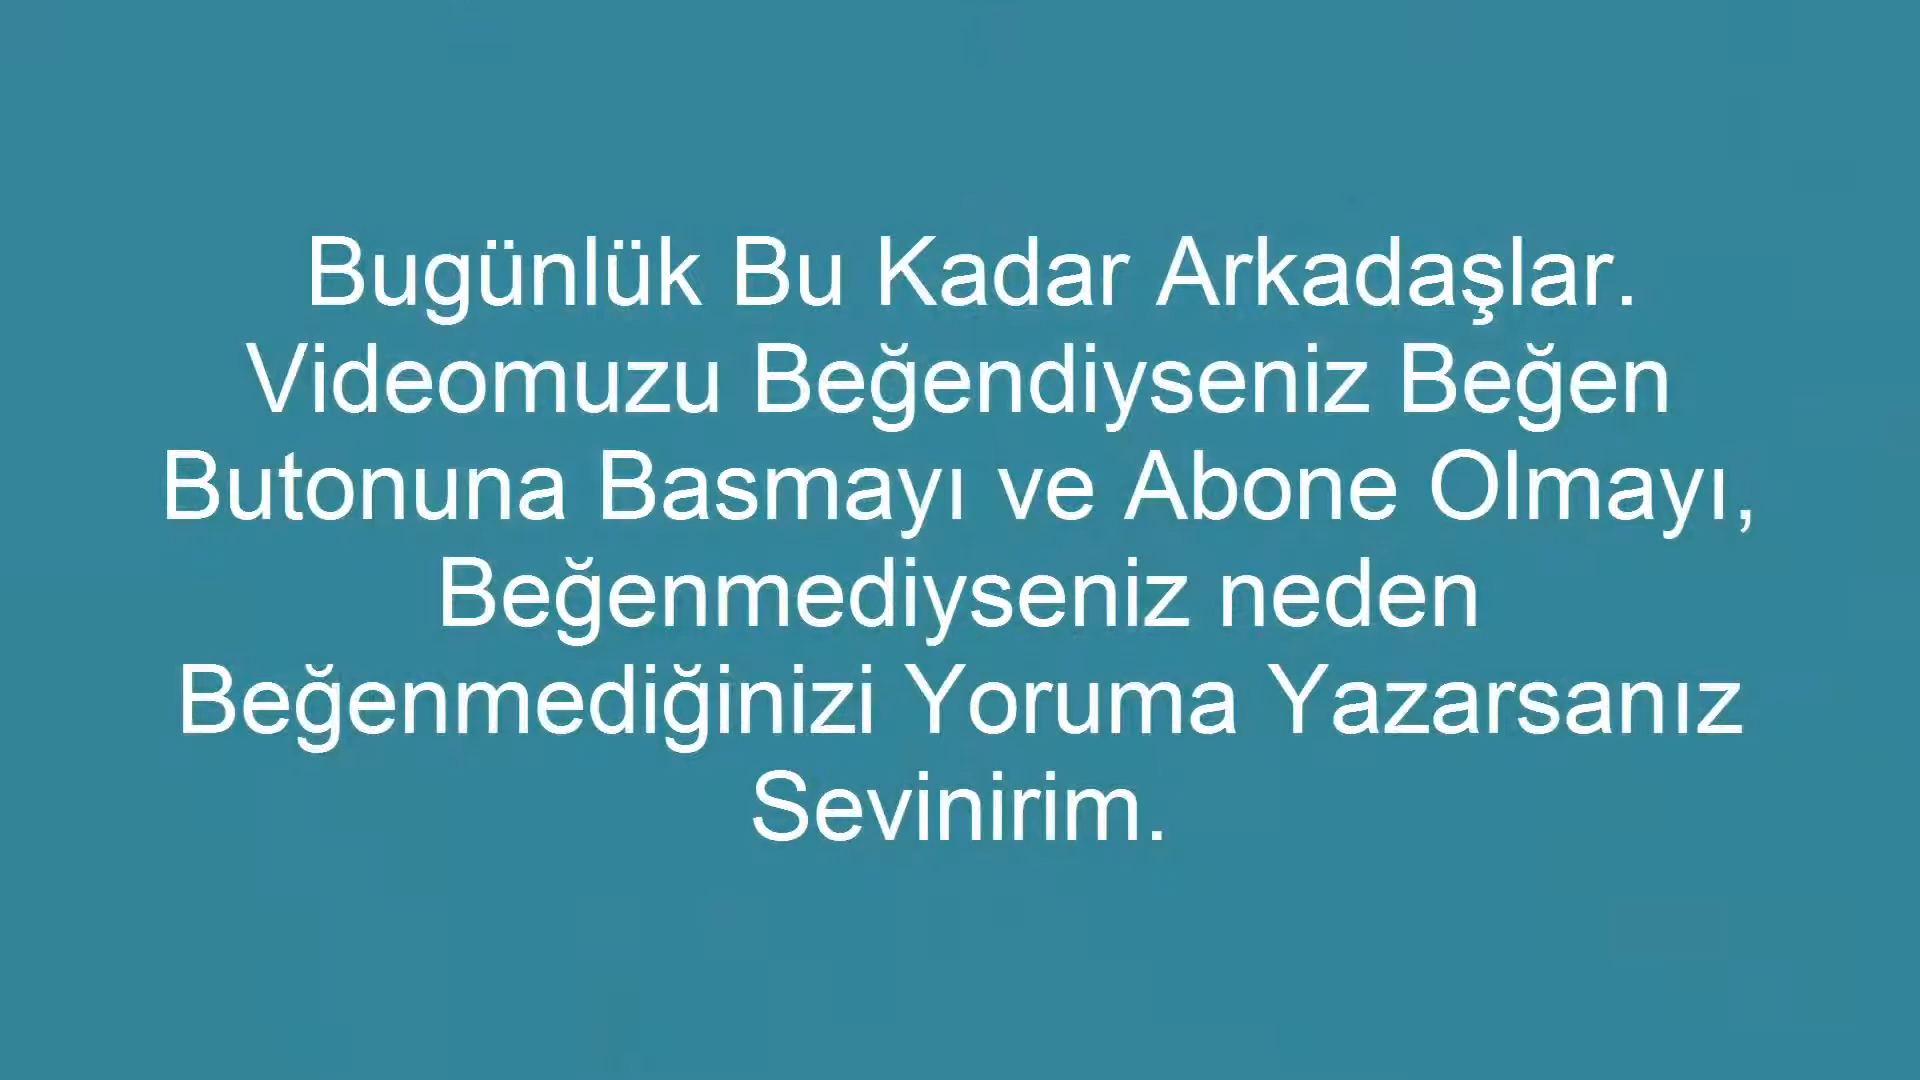 Bugünlük Bu Kadar Arkadaşlar.
Videomuzu Beğendiyseniz Beğen
Butonuna Basmayı ve Abone Olmayı,
Beğenmediyseniz neden
Beğenmediğinizi Yoruma Yazarsanız
Sevinirim.